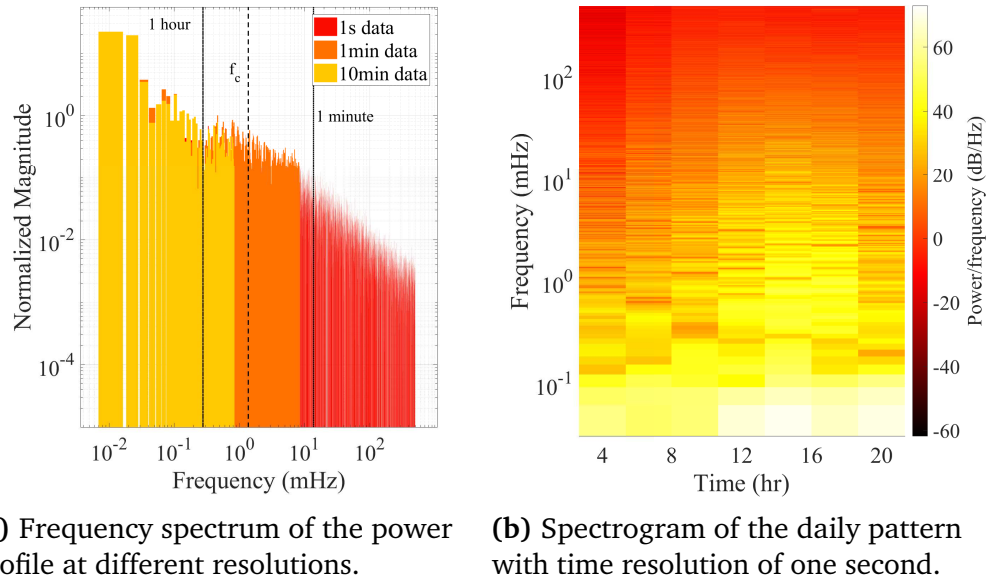 1 hour
f_c
1s data
1min data
10min data
1 minute
10^0
10^-2
10^-4
Normalized Magnitude
10^-2 10^-1 10^0 10^1 10^2
Frequency (mHz)
10^2
10^1
10^0
10^-1
Frequency (mHz)
4 8 12 16 20
Time (hr)
60
40
20
0
-20
-40
-60
Power/frequency (dB/Hz)
) Frequency spectrum of the power
ofile at different resolutions.
(b) Spectrogram of the daily pattern
with time resolution of one second.